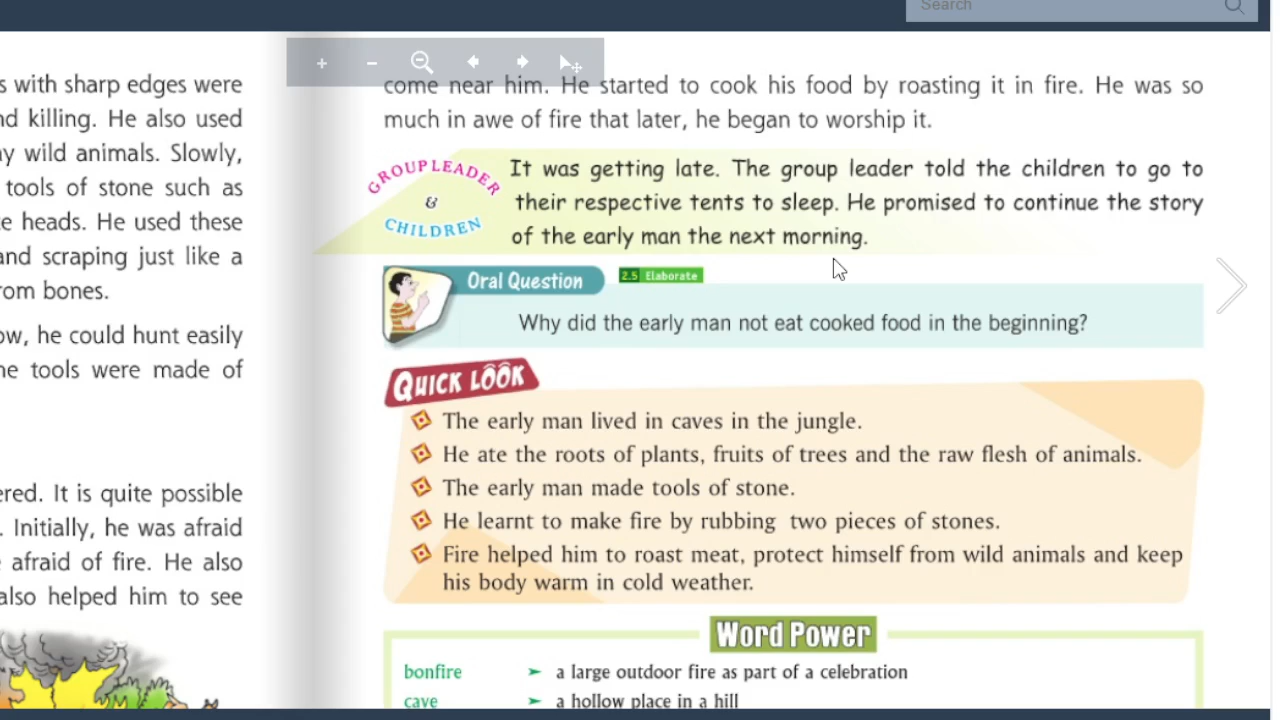 Search
s with sharp edges were
nd killing. He also used
y wild animals. Slowly,
tools of stone such as
e heads. He used these
and scraping just like a
rom bones.
ow, he could hunt easily
he tools were made of
ered. It is quite possible
. Initially, he was afraid
afraid of fire. He also
also helped him to see
come near him. He started to cook his food by roasting it in fire. He was so
much in awe of fire that later, he began to worship it.
GROUP LEADER
&
CHILDREN
It was getting late. The group leader told the children to go to
their respective tents to sleep. He promised to continue the story
of the early man the next morning.
Oral Question
2.5 Elaborate
Why did the early man not eat cooked food in the beginning?
QUICK LOOK
The early man lived in caves in the jungle.
He ate the roots of plants, fruits of trees and the raw flesh of animals.
The early man made tools of stone.
He learnt to make fire by rubbing two pieces of stones.
Fire helped him to roast meat, protect himself from wild animals and keep
his body warm in cold weather.
Word Power
bonfire ➤ a large outdoor fire as part of a celebration
cave ➤ a hollow place in a hill